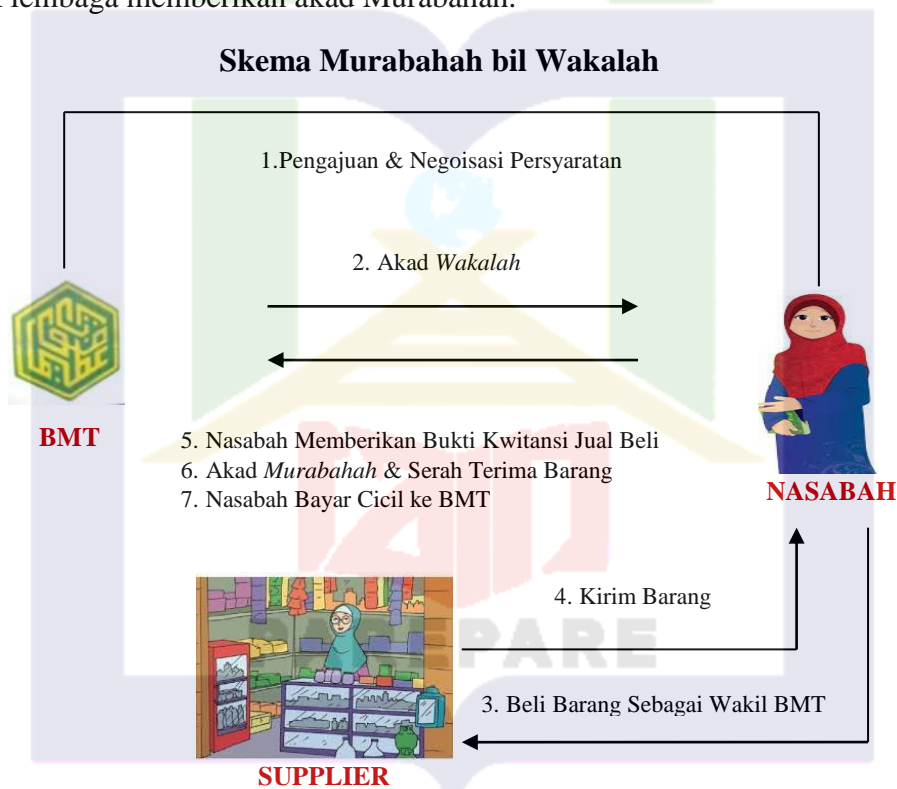 lembaga memberikan akad Murabahah.
Skema Murabahah bil Wakalah
1.Pengajuan & Negoisasi Persyaratan
2. Akad Wakalah
BMT
5. Nasabah Memberikan Bukti Kwitansi Jual Beli
6. Akad Murabahah & Serah Terima Barang
7. Nasabah Bayar Cicil ke BMT
NASABAH
4. Kirim Barang
PAREPARE
3. Beli Barang Sebagai Wakil BMT
SUPPLIER